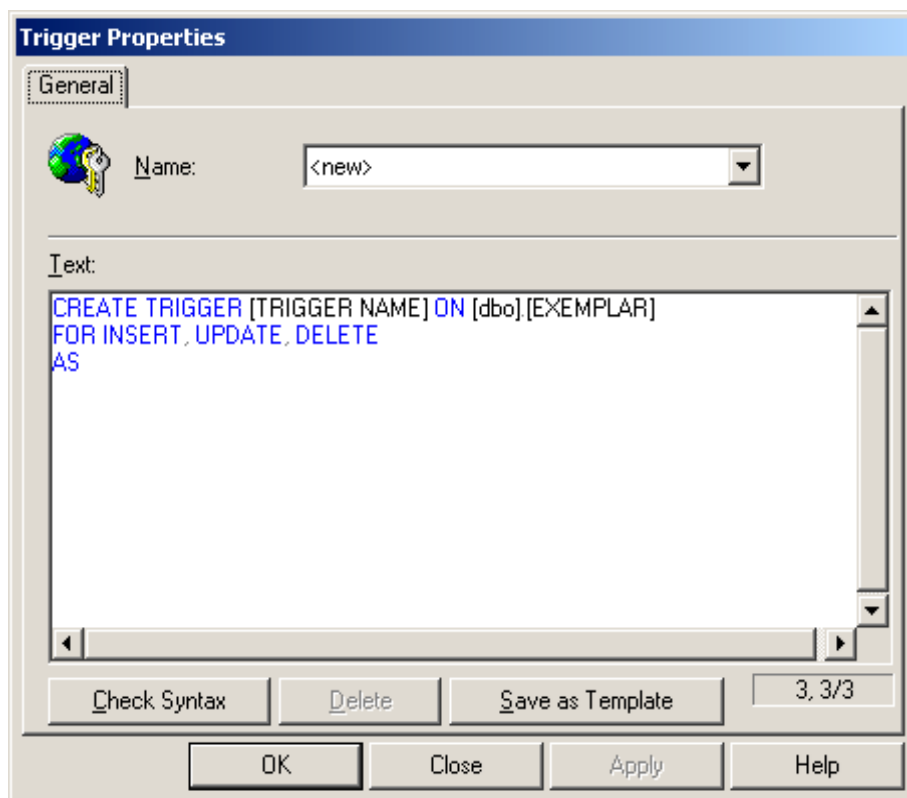 Trigger Properties
General
Name:
<new>
Text:
CREATE TRIGGER [TRIGGER NAME] ON [dbo].[EXEMPLAR]
FOR INSERT, UPDATE, DELETE
AS
Check Syntax
Delete
Save as Template
3, 3/3
OK
Close
Apply
Help